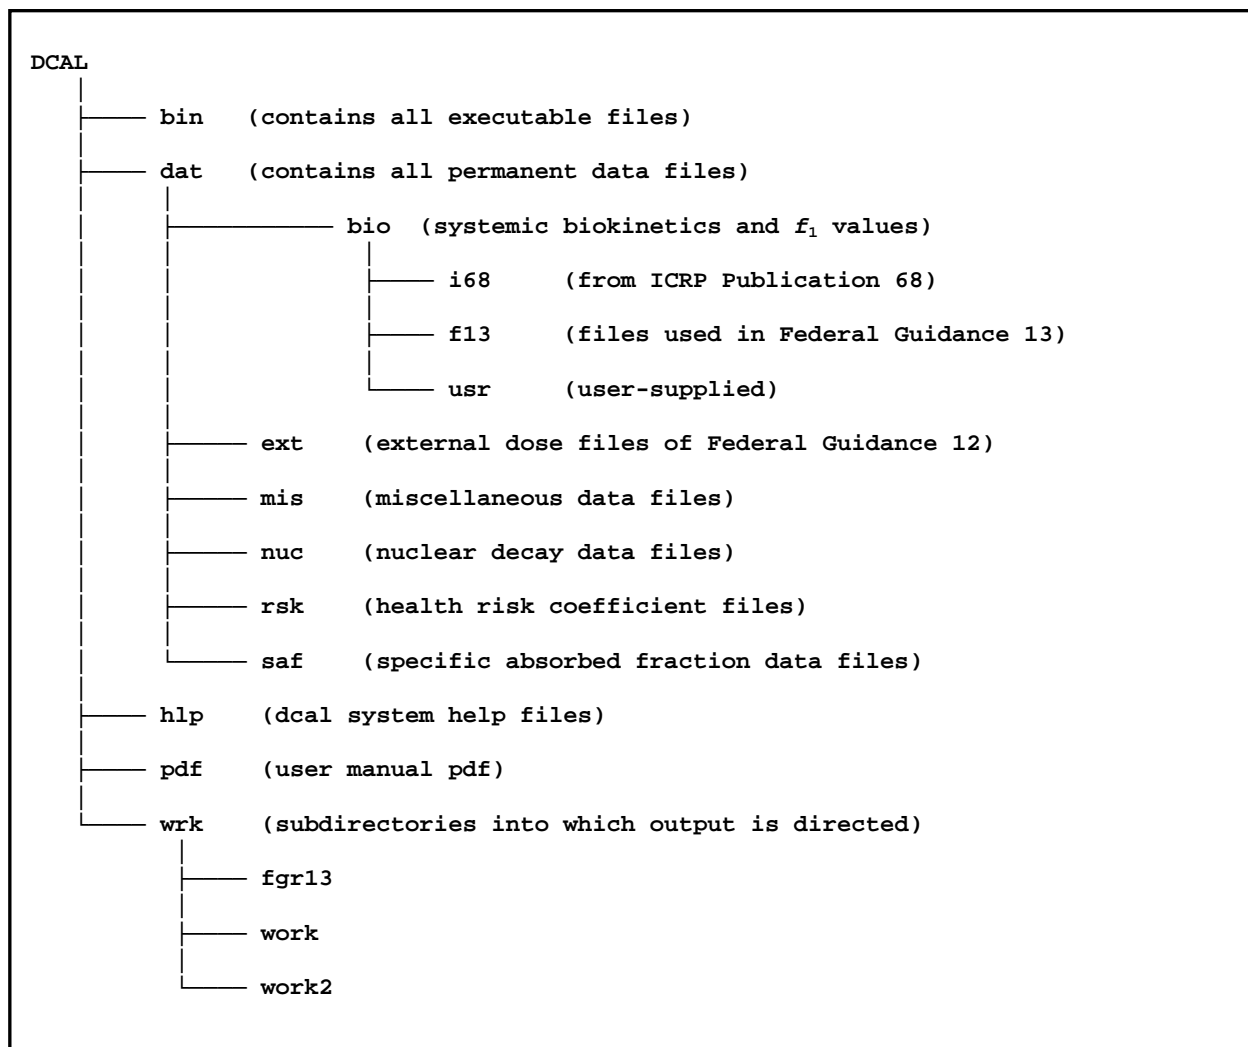 DCAL
bin (contains all executable files)
dat (contains all permanent data files)
bio (systemic biokinetics and f₁ values)
i68 (from ICRP Publication 68)
f13 (files used in Federal Guidance 13)
usr (user-supplied)
ext (external dose files of Federal Guidance 12)
mis (miscellaneous data files)
nuc (nuclear decay data files)
rsk (health risk coefficient files)
saf (specific absorbed fraction data files)
hlp (dcal system help files)
pdf (user manual pdf)
wrk (subdirectories into which output is directed)
fgr13
work
work2